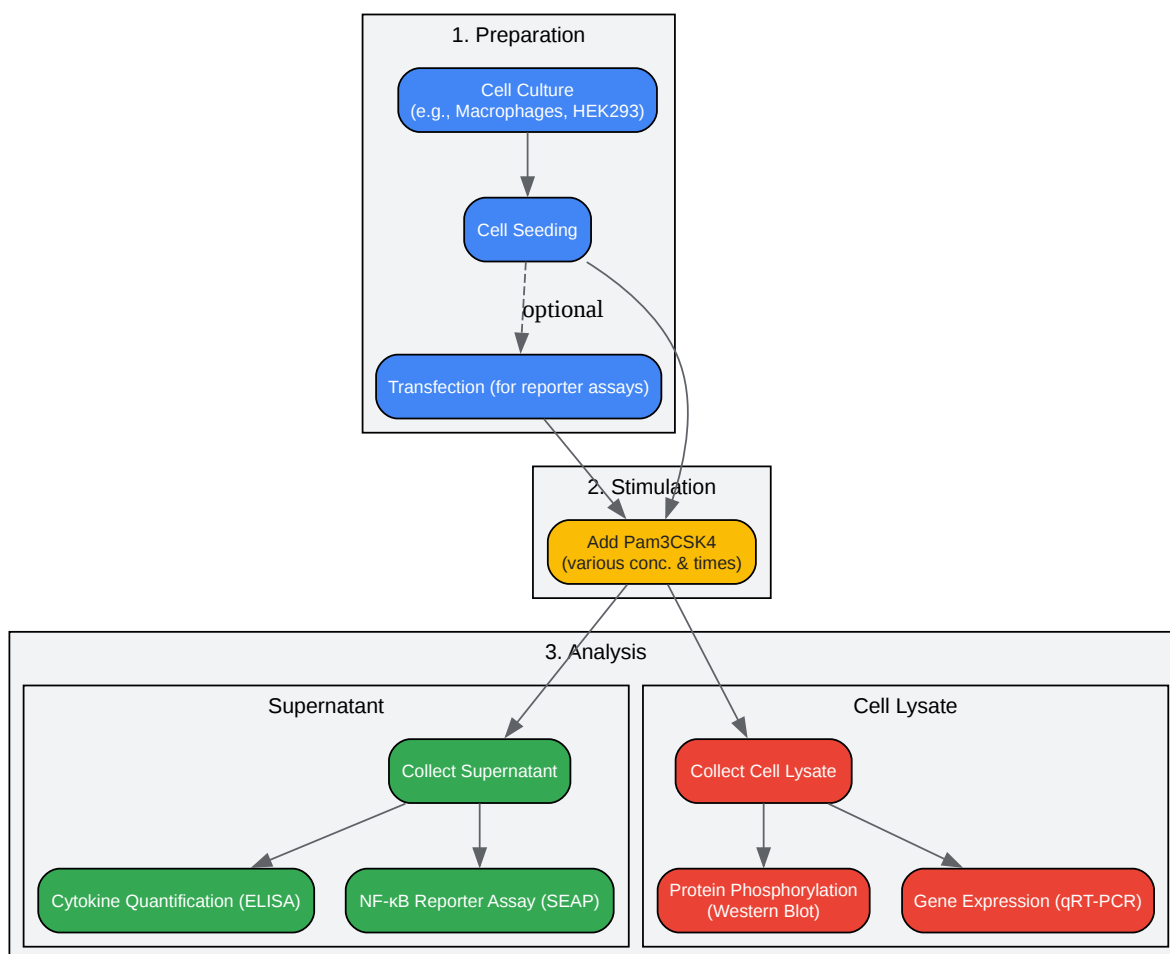 1. Preparation
Cell Culture
(e.g., Macrophages, HEK293)
Cell Seeding
optional
Transfection (for reporter assays)
2. Stimulation
Add Pam3CSK4
(various conc. & times)
3. Analysis
Supernatant
Cell Lysate
Collect Supernatant
Collect Cell Lysate
Cytokine Quantification (ELISA)
NF-κB Reporter Assay (SEAP)
Protein Phosphorylation
(Western Blot)
Gene Expression (qRT-PCR)